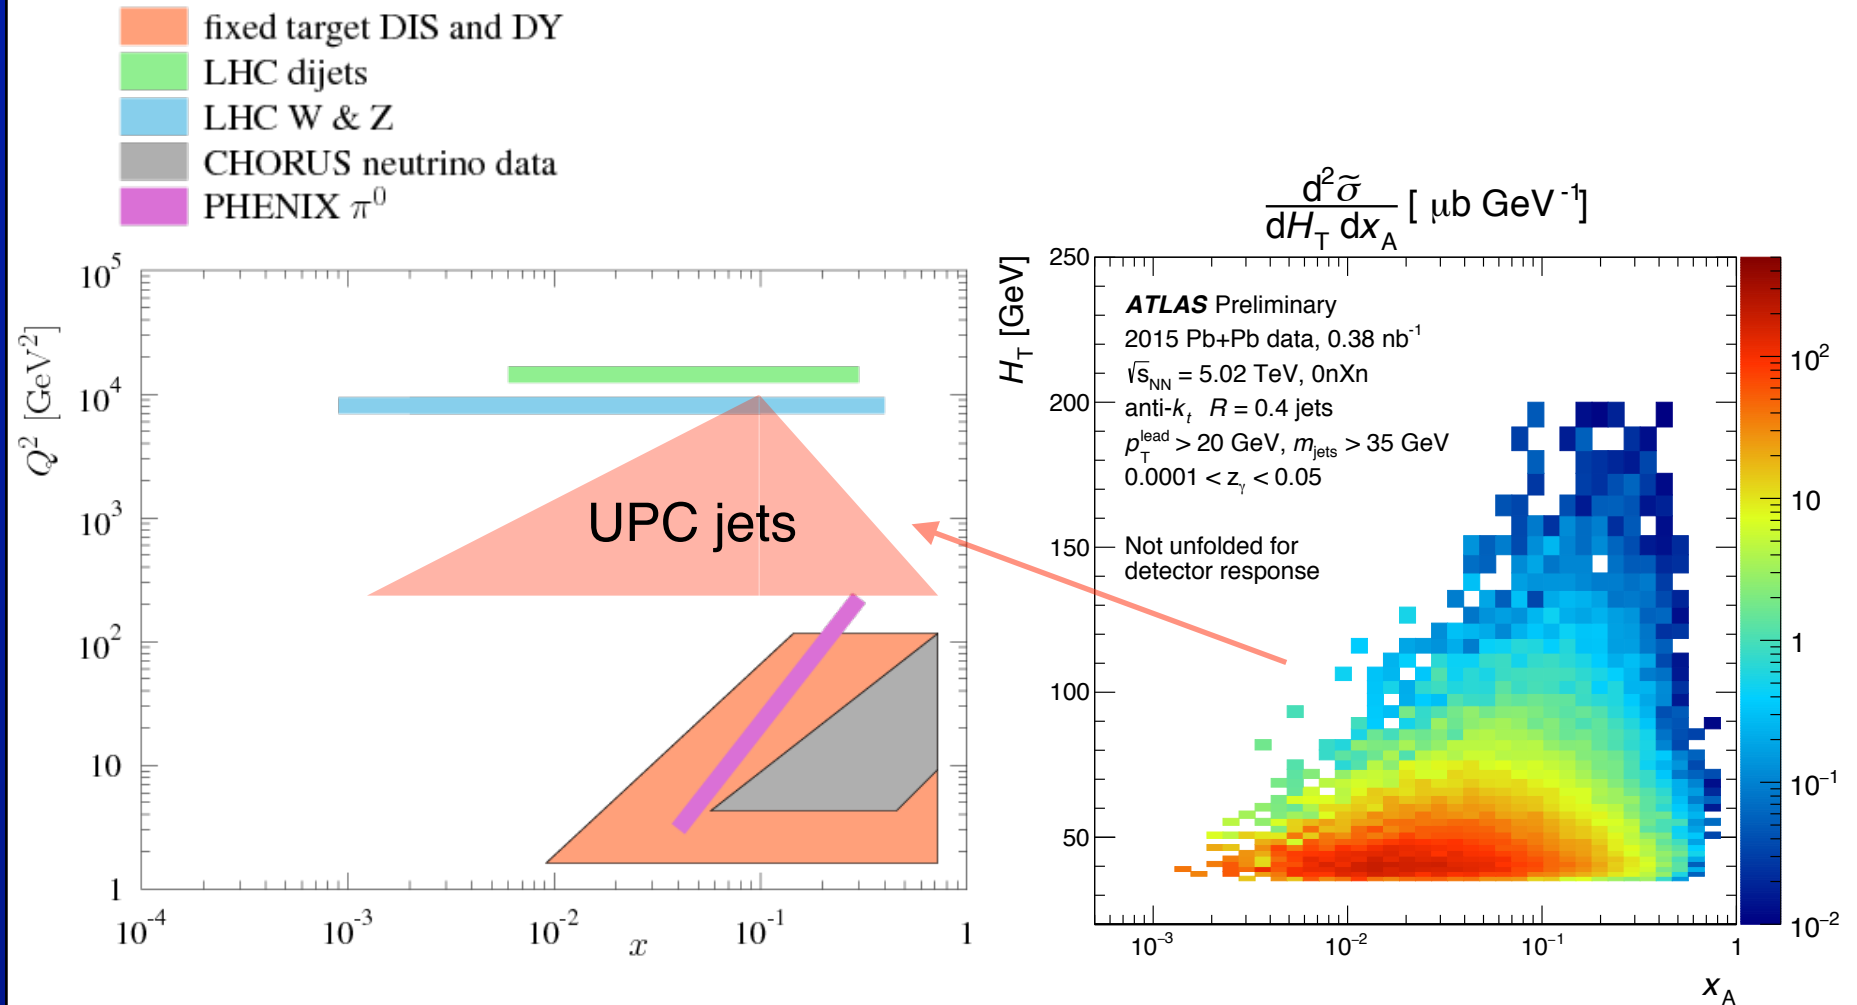 fixed target DIS and DY
LHC dijets
LHC W & Z
CHORUS neutrino data
PHENIX π⁰
Q² [GeV²]
10⁵
10⁴
10³
10²
10
1
10⁻⁴
10⁻³
10⁻²
10⁻¹
1
x
UPC jets
d²σ̃
dH_T dx_A
[ μb GeV⁻¹]
H_T [GeV]
250
200
150
100
50
ATLAS Preliminary
2015 Pb+Pb data, 0.38 nb⁻¹
√s_NN = 5.02 TeV, 0nXn
anti-k_t R = 0.4 jets
p_T^lead > 20 GeV, m_jets > 35 GeV
0.0001 < z_γ < 0.05
Not unfolded for
detector response
10⁻³
10⁻²
10⁻¹
1
x_A
10²
10
1
10⁻¹
10⁻²